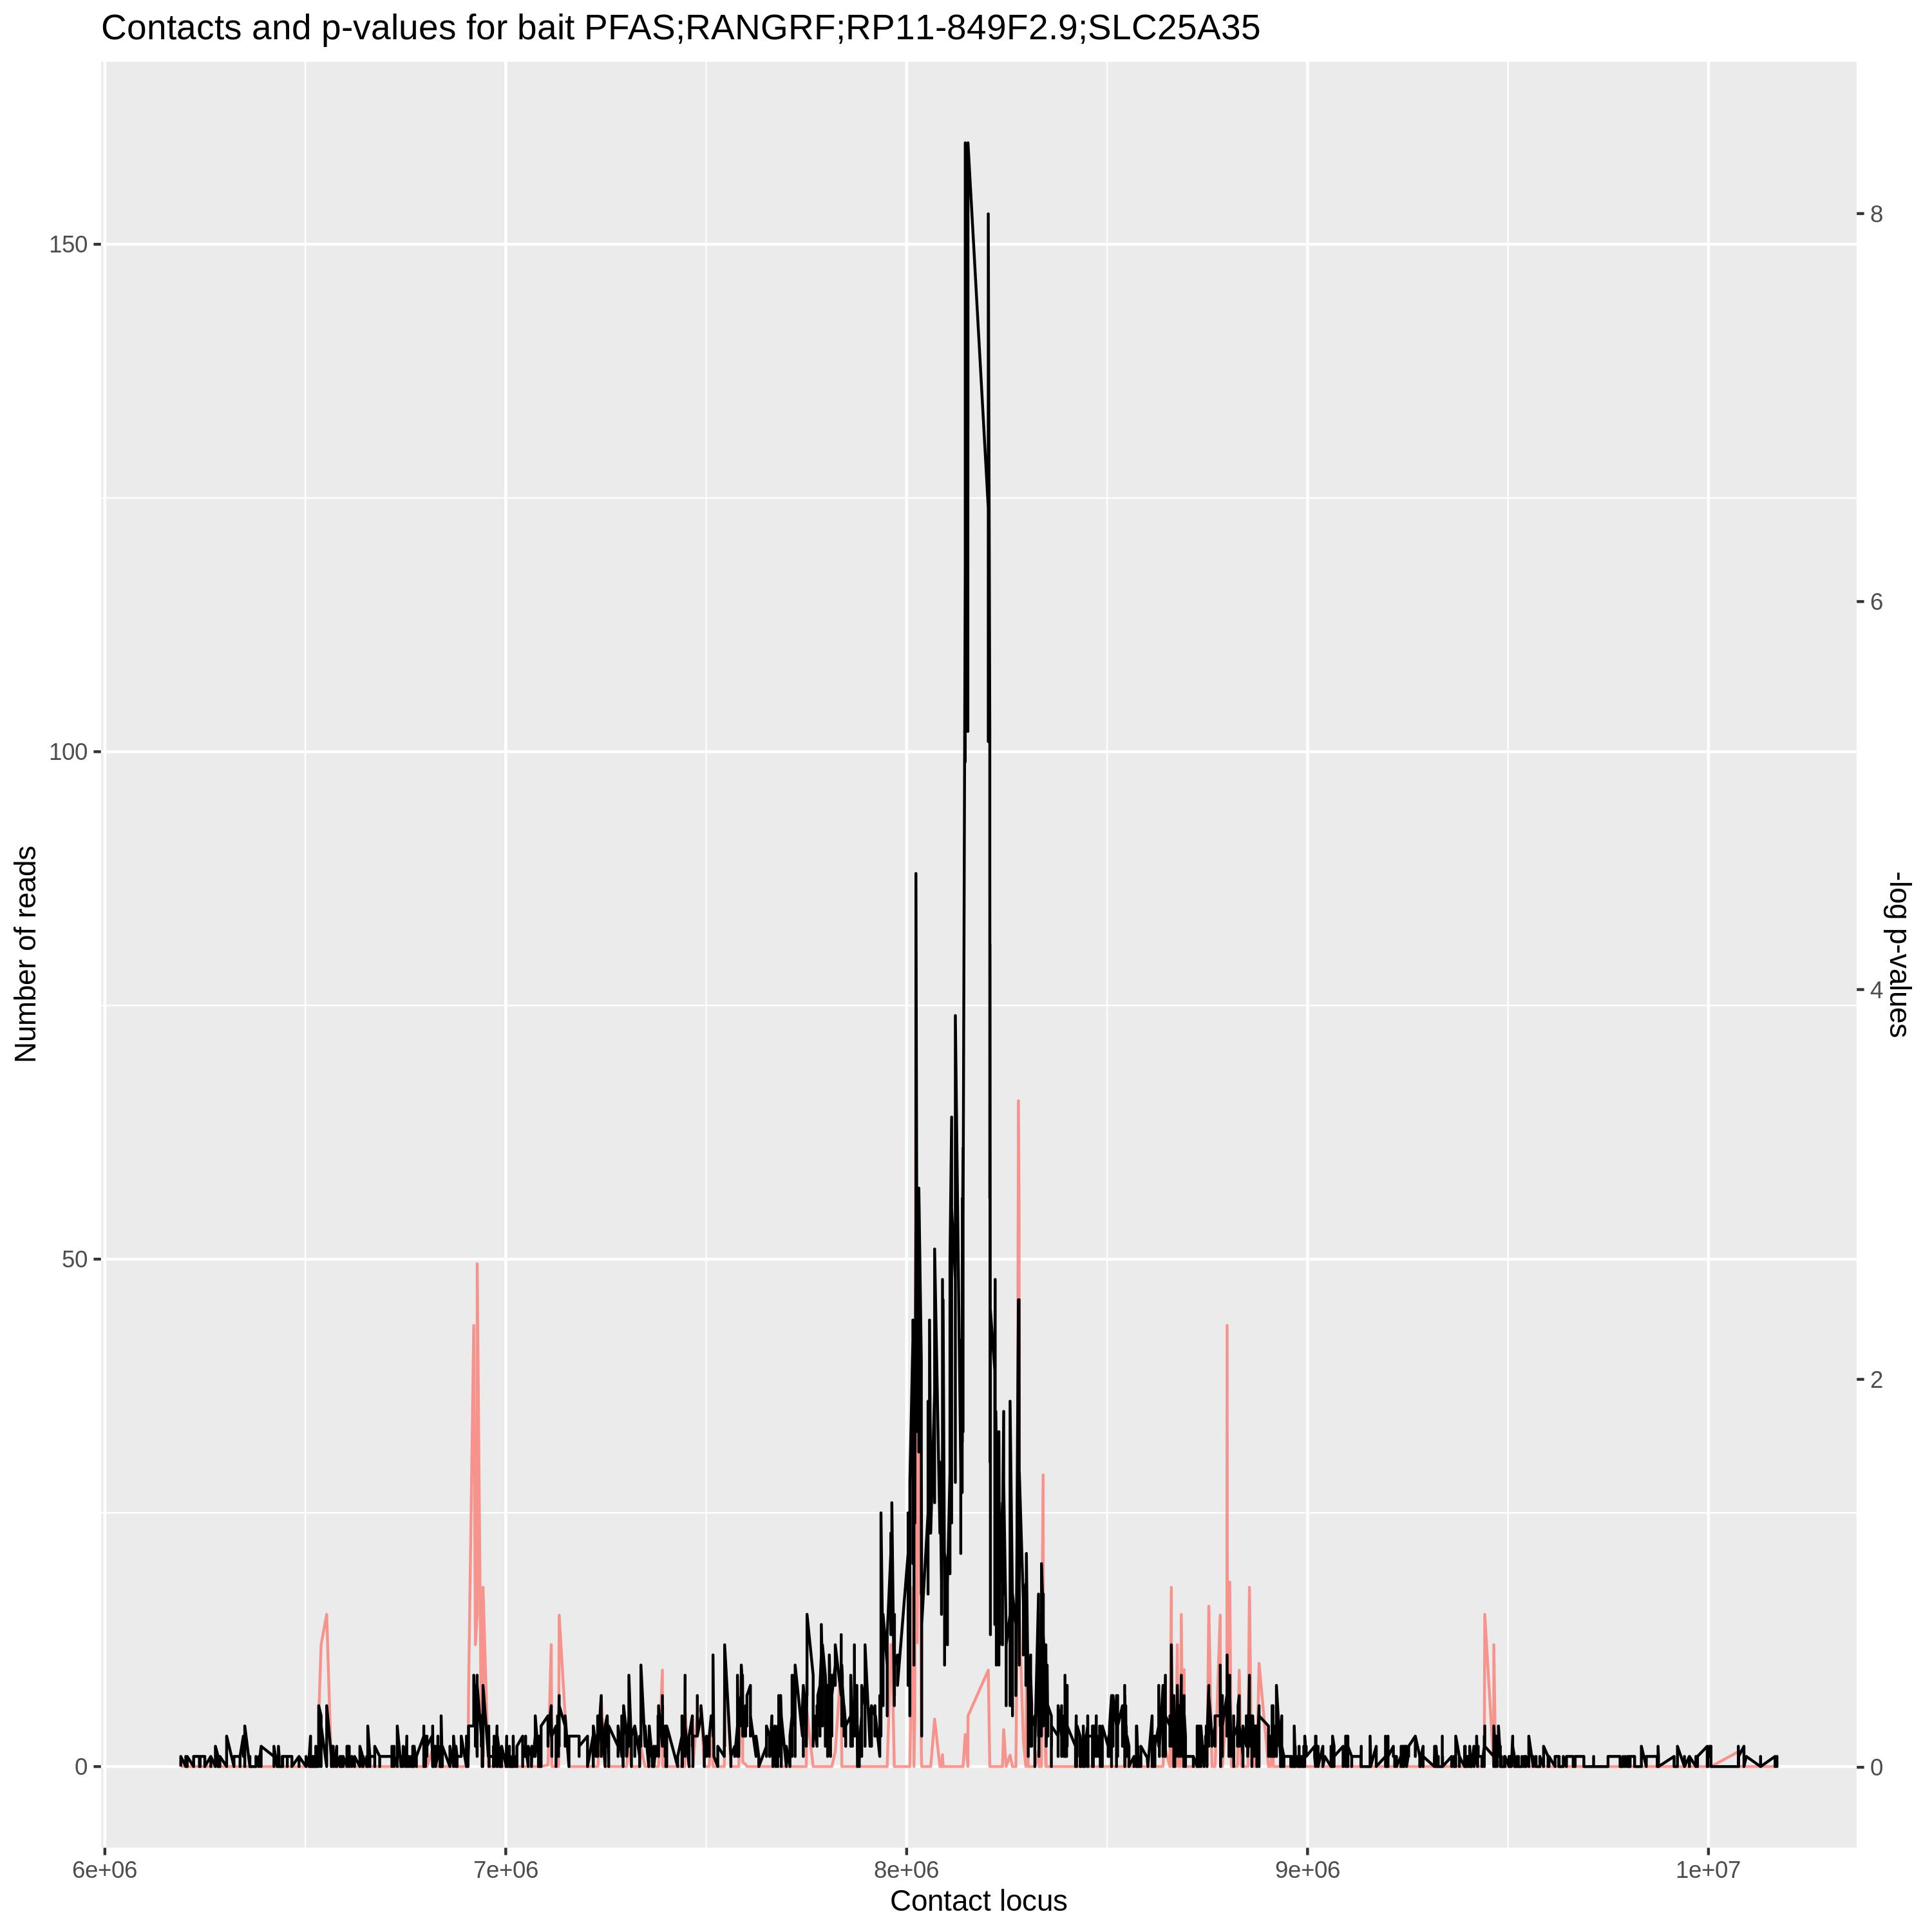 Contacts and p-values for bait PFAS;RANGRF;RP11-849F2.9;SLC25A35
150
100
50
0
Number of reads
8
6
4
2
0
-log p-values
6e+06
7e+06
8e+06
9e+06
1e+07
Contact locus